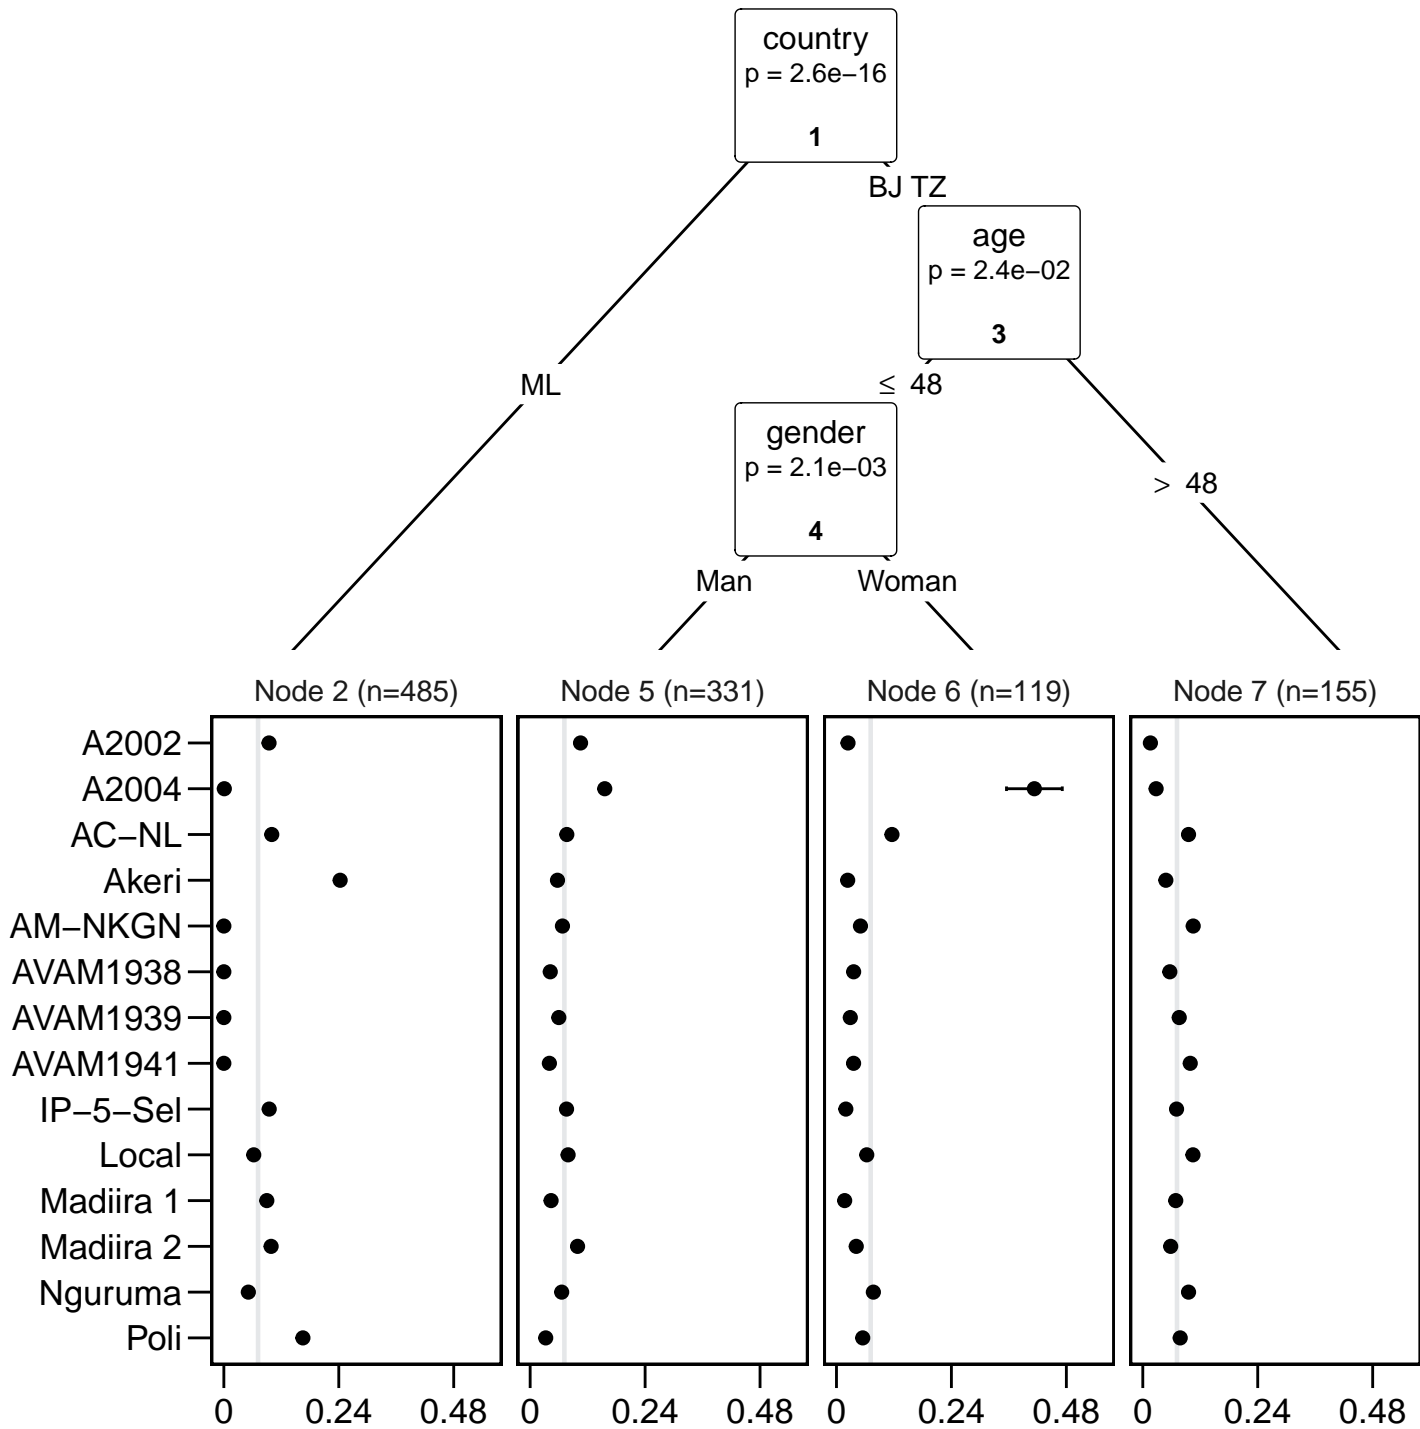 country
p = 2.6e−16
1
BJ TZ
age
p = 2.4e−02
3
ML
≤ 48
gender
p = 2.1e−03
4
> 48
Man
Woman
Node 2 (n=485)
Node 5 (n=331)
Node 6 (n=119)
Node 7 (n=155)
A2002
A2004
AC−NL
Akeri
AM−NKGN
AVAM1938
AVAM1939
AVAM1941
IP−5−Sel
Local
Madiira 1
Madiira 2
Nguruma
Poli
0 0.24 0.48 0 0.24 0.48 0 0.24 0.48 0 0.24 0.48